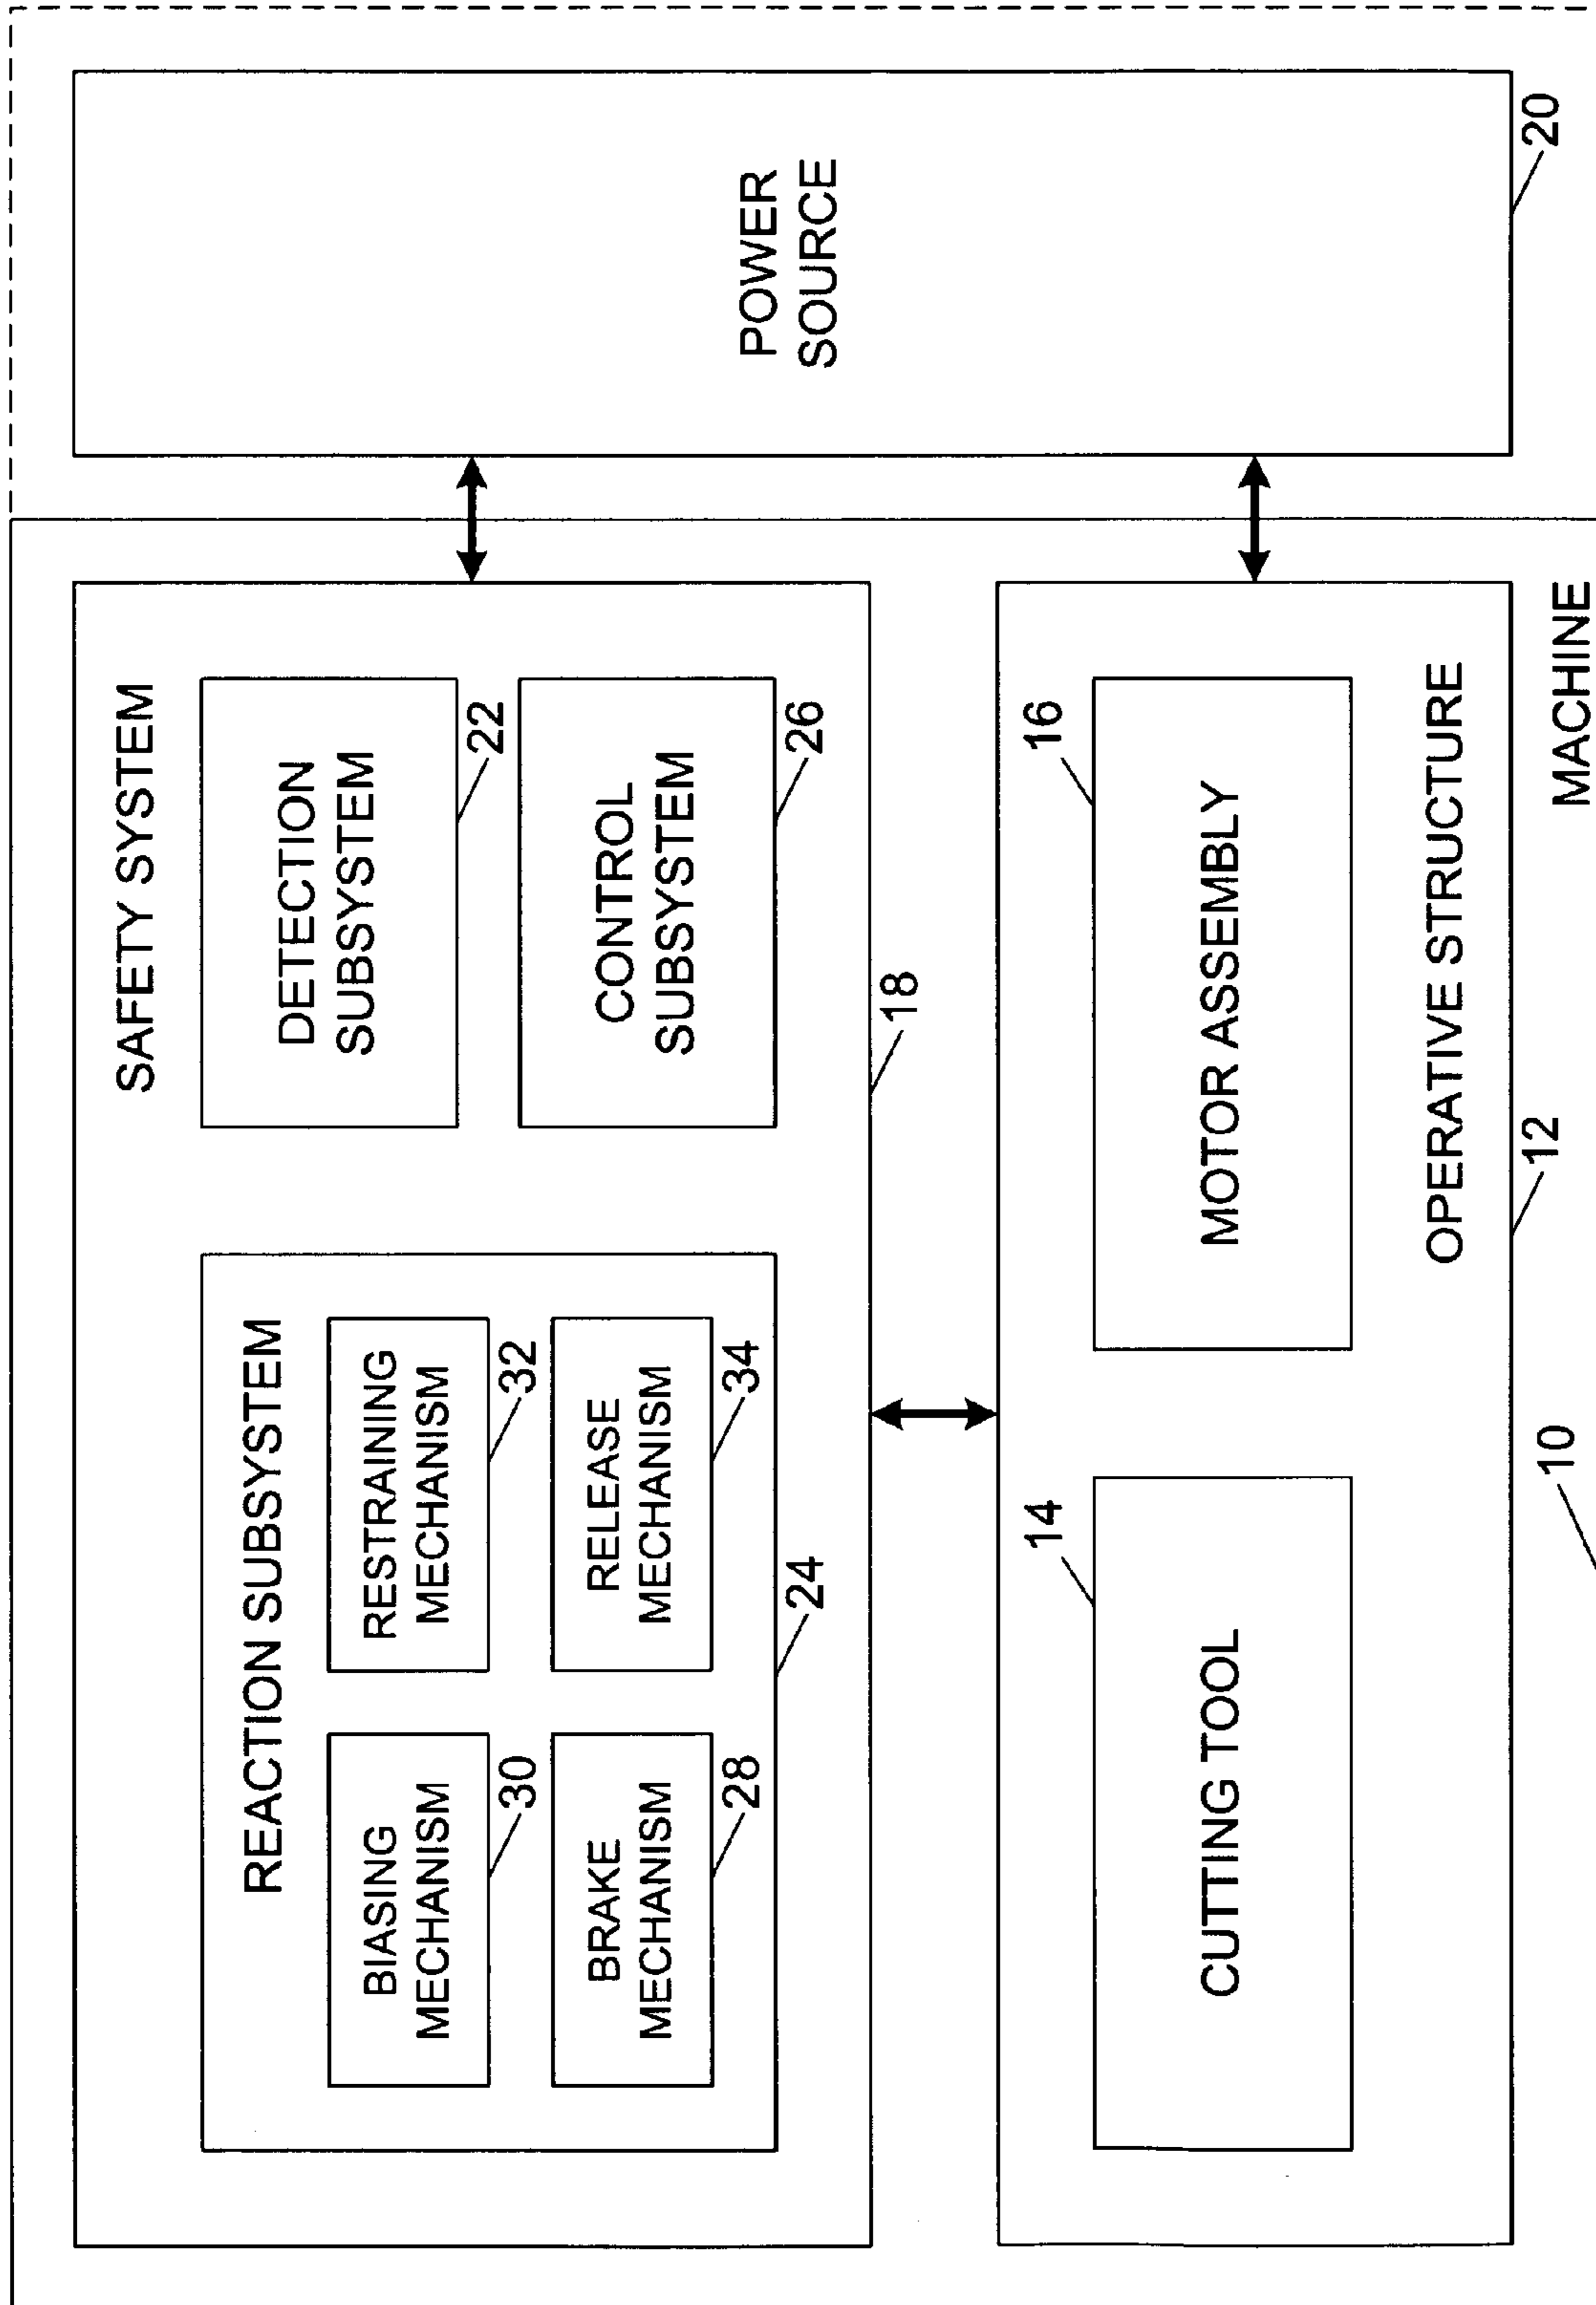 SAFETY SYSTEM
REACTION SUBSYSTEM
BIASING
MECHANISM
30
RESTRAINING
MECHANISM
32
BRAKE
MECHANISM
28
RELEASE
MECHANISM
34
24
DETECTION
SUBSYSTEM
22
CONTROL
SUBSYSTEM
26
18
POWER
SOURCE
20
14
CUTTING TOOL
16
MOTOR ASSEMBLY
OPERATIVE STRUCTURE
12
MACHINE
10